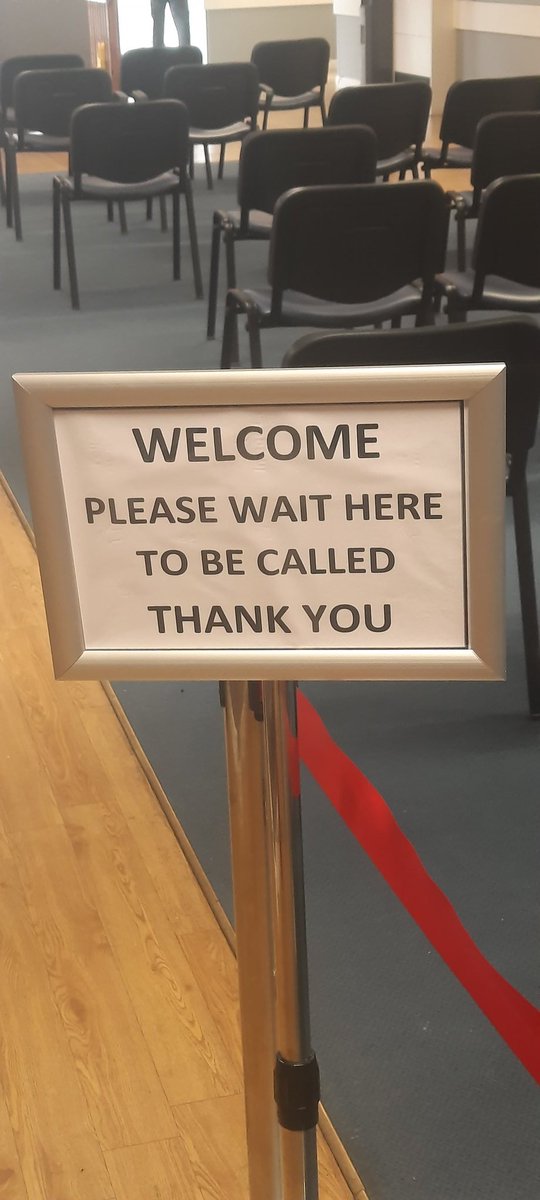 WELCOME
PLEASE WAIT HERE
TO BE CALLED
THANK YOU